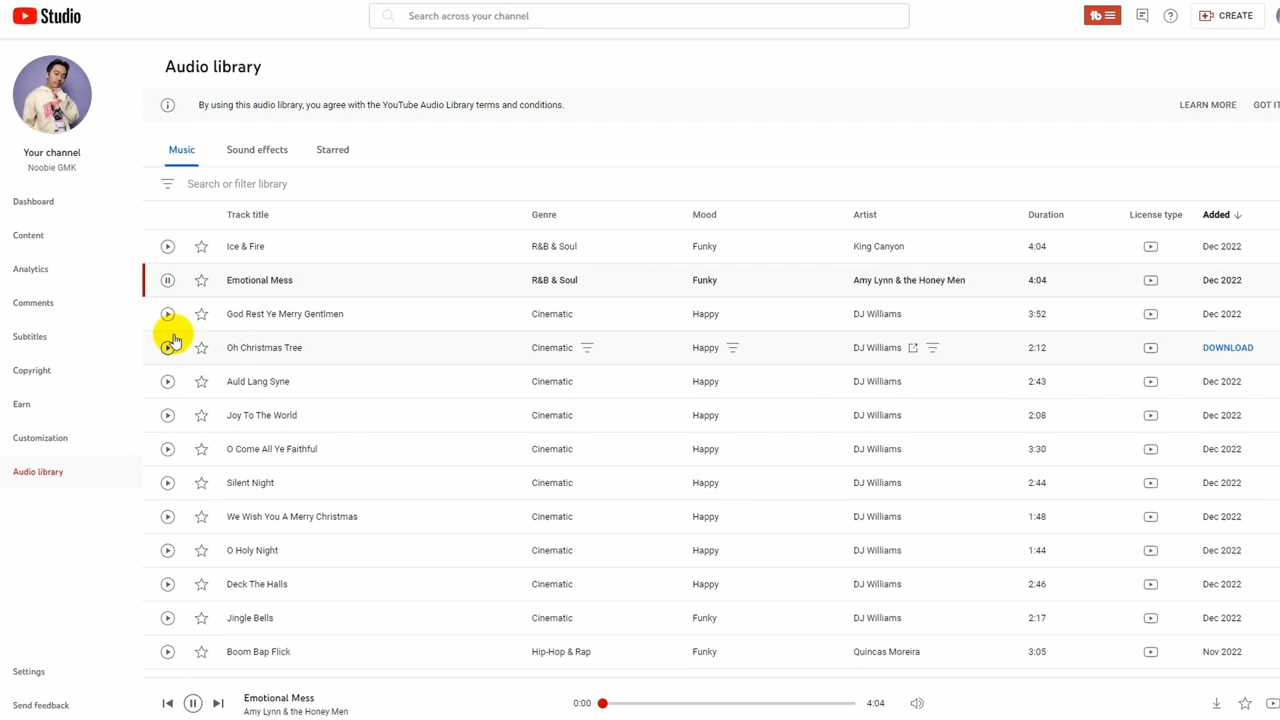 Studio
Search across your channel
tb
CREATE
Your channel
Noobie GMK
Dashboard
Content
Analytics
Comments
Subtitles
Copyright
Earn
Customization
Audio library
Settings
Send feedback
Audio library
By using this audio library, you agree with the YouTube Audio Library terms and conditions.
LEARN MORE
GOT IT
Music Sound effects Starred
Search or filter library
Track title Genre Mood Artist Duration License type Added
Ice & Fire R&B & Soul Funky King Canyon 4:04 Dec 2022
Emotional Mess R&B & Soul Funky Amy Lynn & the Honey Men 4:04 Dec 2022
God Rest Ye Merry Gentlmen Cinematic Happy DJ Williams 3:52 Dec 2022
Oh Christmas Tree Cinematic Happy DJ Williams 2:12 DOWNLOAD
Auld Lang Syne Cinematic Happy DJ Williams 2:43 Dec 2022
Joy To The World Cinematic Happy DJ Williams 2:08 Dec 2022
O Come All Ye Faithful Cinematic Happy DJ Williams 3:30 Dec 2022
Silent Night Cinematic Happy DJ Williams 2:44 Dec 2022
We Wish You A Merry Christmas Cinematic Happy DJ Williams 1:48 Dec 2022
O Holy Night Cinematic Happy DJ Williams 1:44 Dec 2022
Deck The Halls Cinematic Happy DJ Williams 2:46 Dec 2022
Jingle Bells Cinematic Funky DJ Williams 2:17 Dec 2022
Boom Bap Flick Hip-Hop & Rap Funky Quincas Moreira 3:05 Nov 2022
Emotional Mess
Amy Lynn & the Honey Men
0:00 4:04